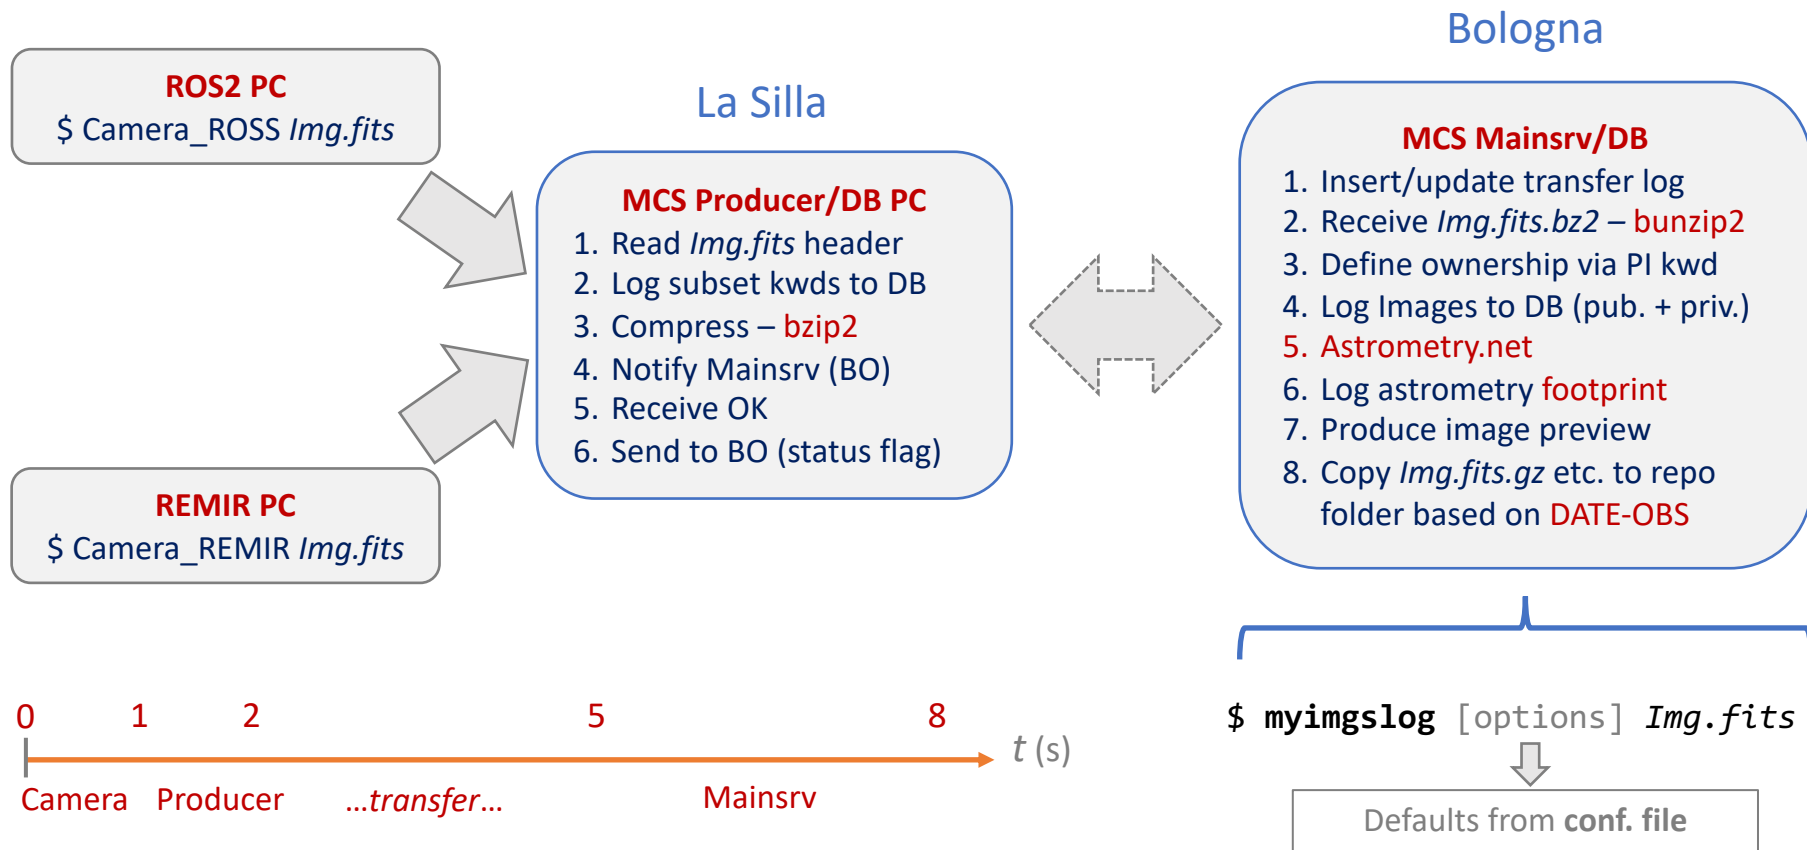 ROS2 PC
$ Camera_ROSS Img.fits
REMIR PC
$ Camera_REMIR Img.fits
La Silla
MCS Producer/DB PC
1. Read Img.fits header
2. Log subset kwds to DB
3. Compress – bzip2
4. Notify Mainsrv (BO)
5. Receive OK
6. Send to BO (status flag)
Bologna
MCS Mainsrv/DB
1. Insert/update transfer log
2. Receive Img.fits.bz2 – bunzip2
3. Define ownership via PI kwd
4. Log Images to DB (pub. + priv.)
5. Astrometry.net
6. Log astrometry footprint
7. Produce image preview
8. Copy Img.fits.gz etc. to repo
folder based on DATE-OBS
0 1 2 5 8
t (s)
Camera Producer ...transfer... Mainsrv
$ myimgslog [options] Img.fits
Defaults from conf. file